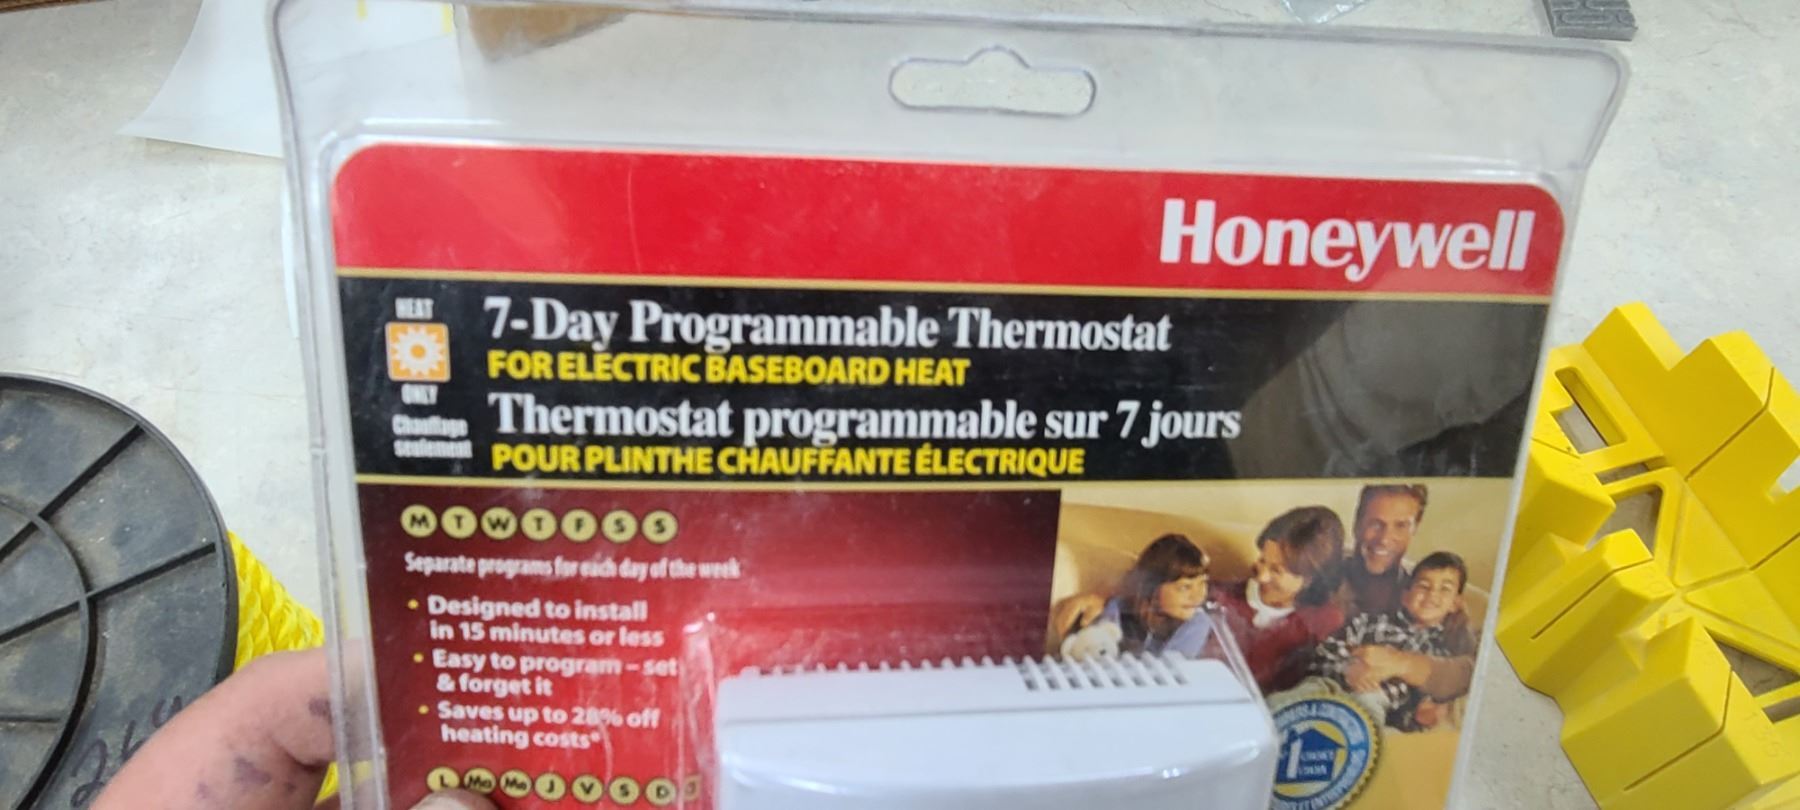 Honeywell
HEAT
ONLY
Chauffage
seulement
7-Day Programmable Thermostat
FOR ELECTRIC BASEBOARD HEAT
Thermostat programmable sur 7 jours
POUR PLINTHE CHAUFFANTE ÉLECTRIQUE
M T W T F S S
Separate programs for each day of the week
• Designed to install
in 15 minutes or less
• Easy to program – set
& forget it
• Saves up to 28% off
heating costs*
L Ma Me J V S D